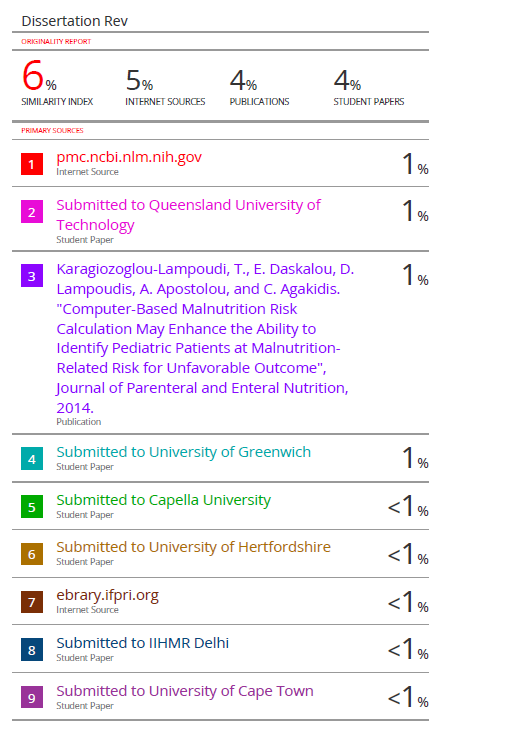 Dissertation Rev
ORIGINALITY REPORT
6% 5% 4% 4%
SIMILARITY INDEX INTERNET SOURCES PUBLICATIONS STUDENT PAPERS
PRIMARY SOURCES
1 pmc.ncbi.nlm.nih.gov 1%
Internet Source
2 Submitted to Queensland University of 1%
Technology
Student Paper
3 Karagiozoglou-Lampoudi, T., E. Daskalou, D. 1%
Lampoudis, A. Apostolou, and C. Agakidis.
"Computer-Based Malnutrition Risk
Calculation May Enhance the Ability to
Identify Pediatric Patients at Malnutrition-
Related Risk for Unfavorable Outcome",
Journal of Parenteral and Enteral Nutrition,
2014.
Publication
4 Submitted to University of Greenwich 1%
Student Paper
5 Submitted to Capella University <1%
Student Paper
6 Submitted to University of Hertfordshire <1%
Student Paper
7 ebrary.ifpri.org <1%
Internet Source
8 Submitted to IIHMR Delhi <1%
Student Paper
9 Submitted to University of Cape Town <1%
Student Paper